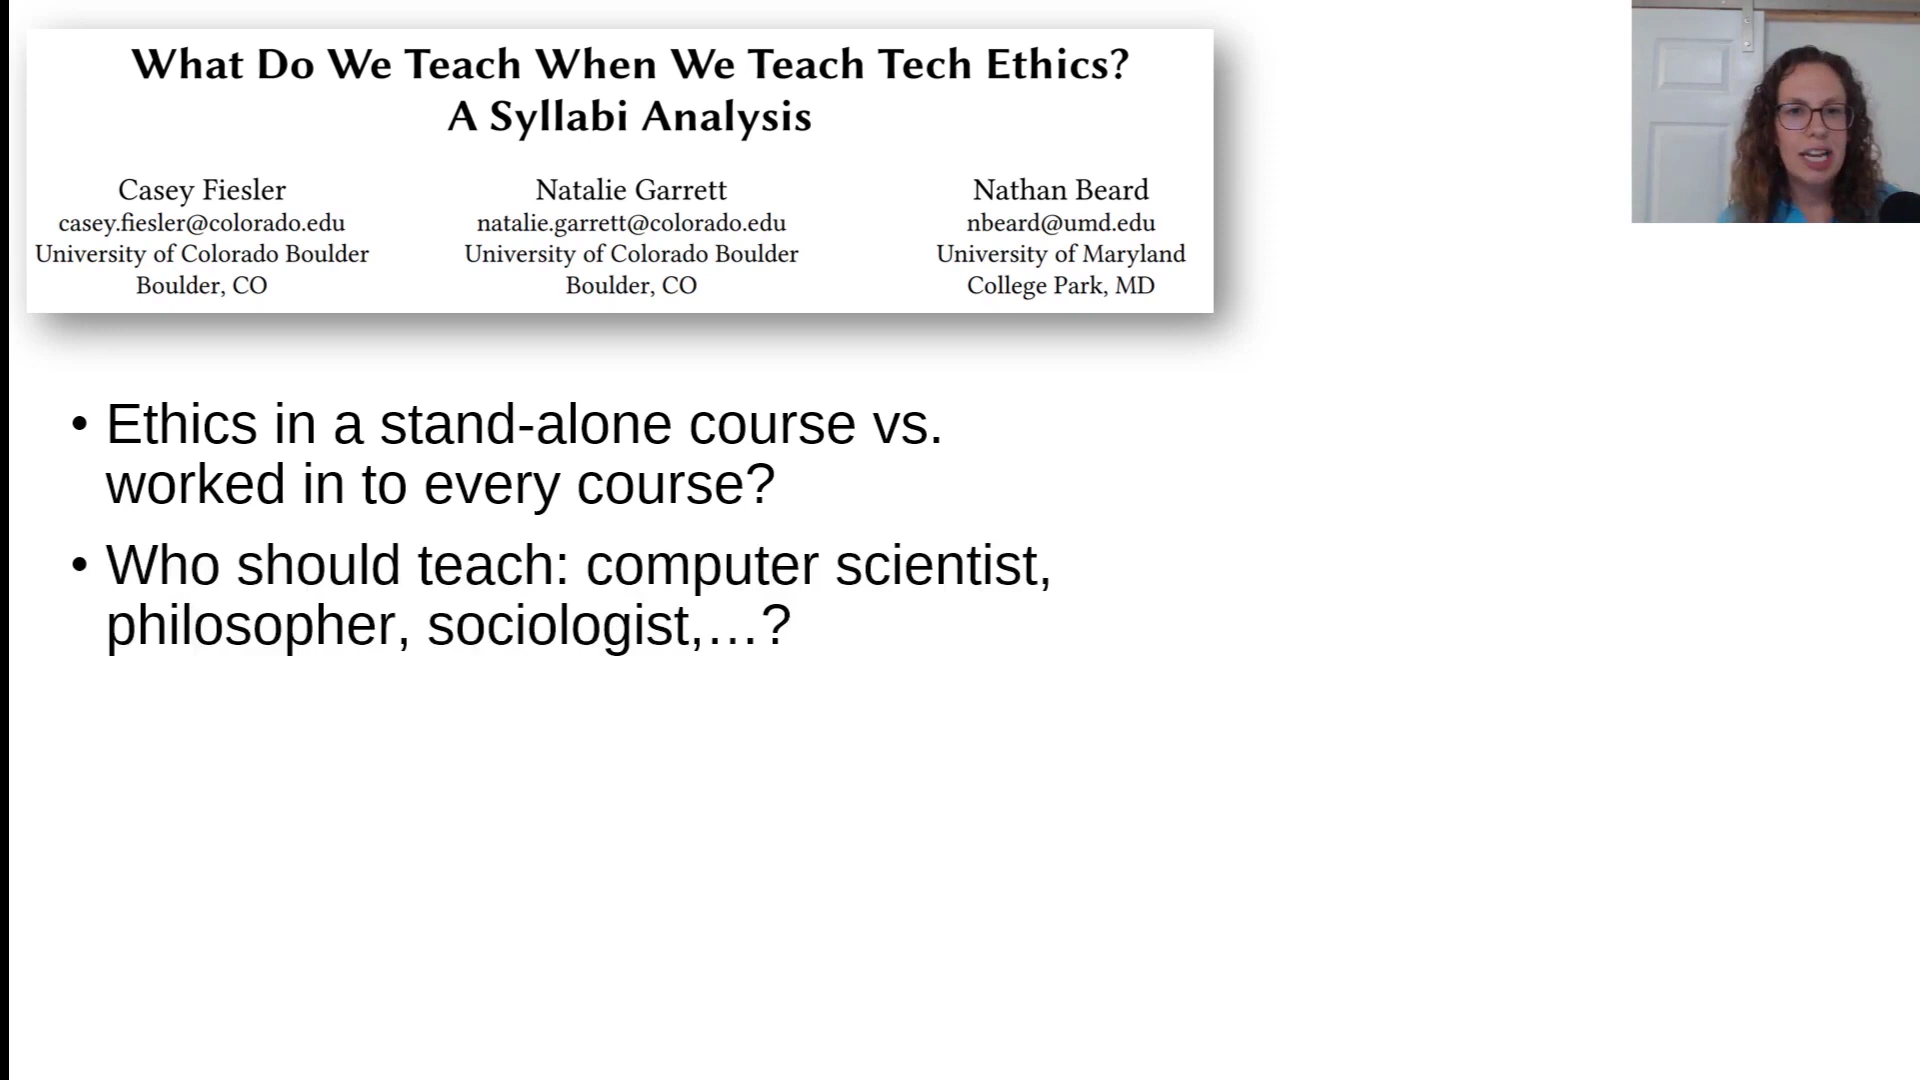 What Do We Teach When We Teach Tech Ethics?
A Syllabi Analysis
Casey Fiesler
casey.fiesler@colorado.edu
University of Colorado Boulder
Boulder, CO
Natalie Garrett
natalie.garrett@colorado.edu
University of Colorado Boulder
Boulder, CO
Nathan Beard
nbeard@umd.edu
University of Maryland
College Park, MD
• Ethics in a stand-alone course vs.
worked in to every course?
• Who should teach: computer scientist,
philosopher, sociologist,…?